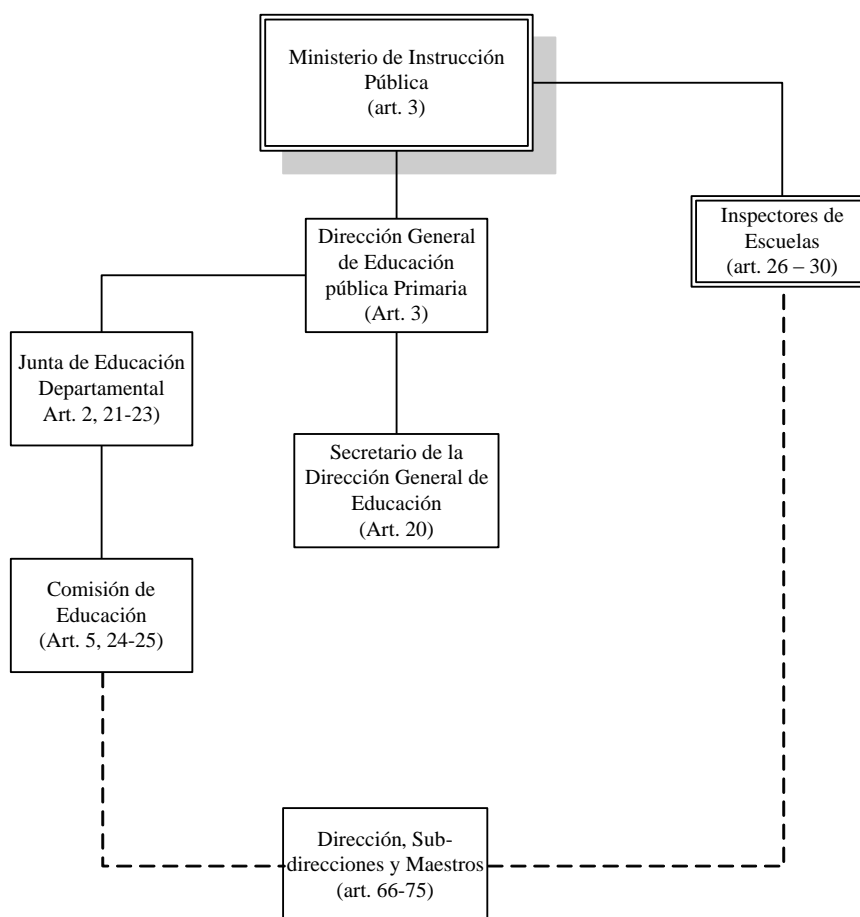 Ministerio de Instrucción
Pública
(art. 3)
Inspectores de
Escuelas
(art. 26 – 30)
Dirección General
de Educación
pública Primaria
(Art. 3)
Junta de Educación
Departamental
Art. 2, 21-23)
Secretario de la
Dirección General de
Educación
(Art. 20)
Comisión de
Educación
(Art. 5, 24-25)
Dirección, Sub-
direcciones y Maestros
(art. 66-75)